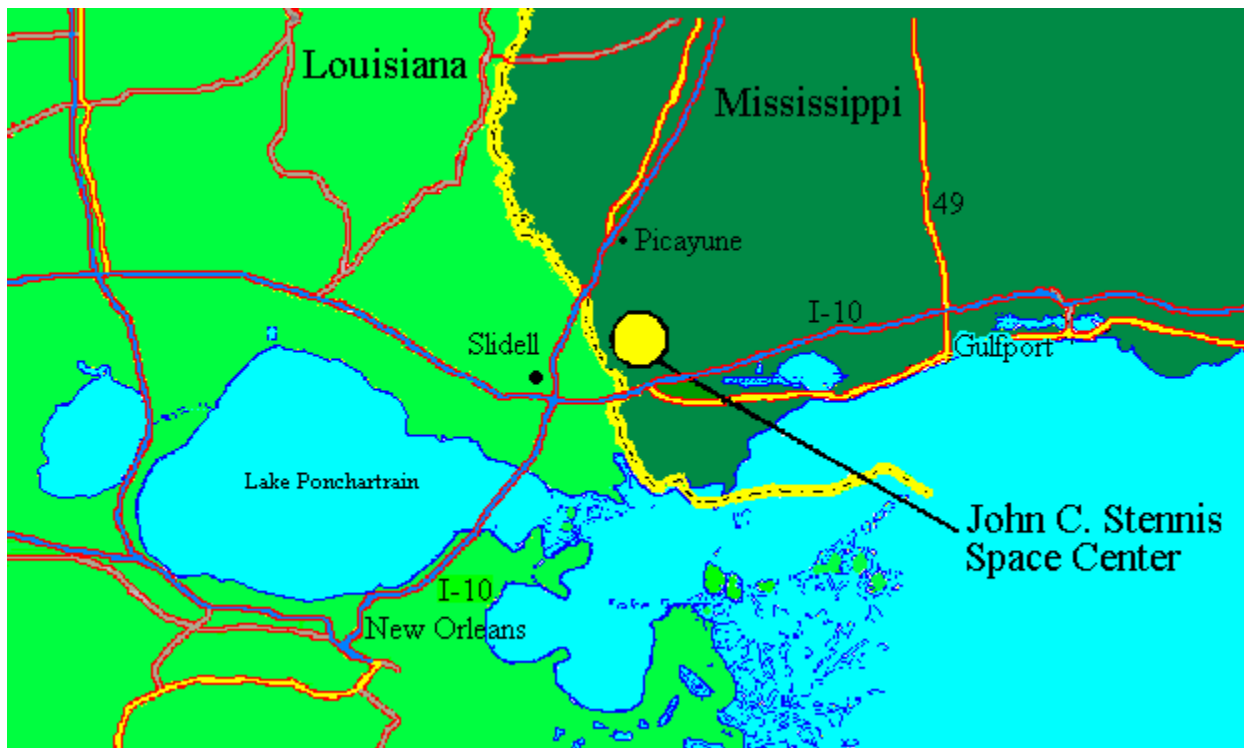 Louisiana
Mississippi
49
Picayune
I-10
Slidell
Gulfport
Lake Ponchartrain
John C. Stennis
Space Center
I-10
New Orleans